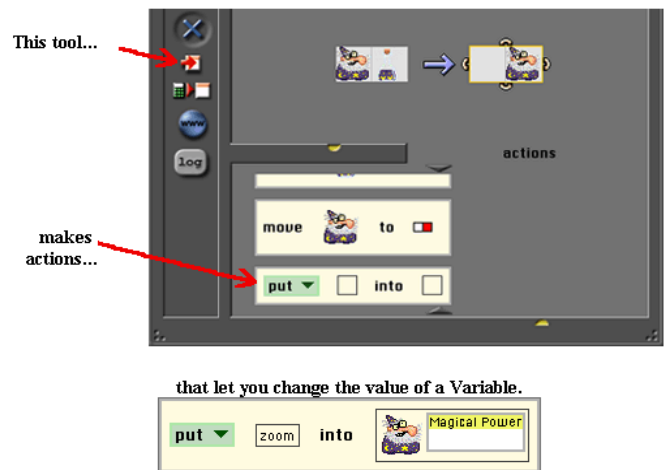 This tool...
www
log
actions
move to
makes
actions...
put into
that let you change the value of a Variable.
put zoom into Magical Power